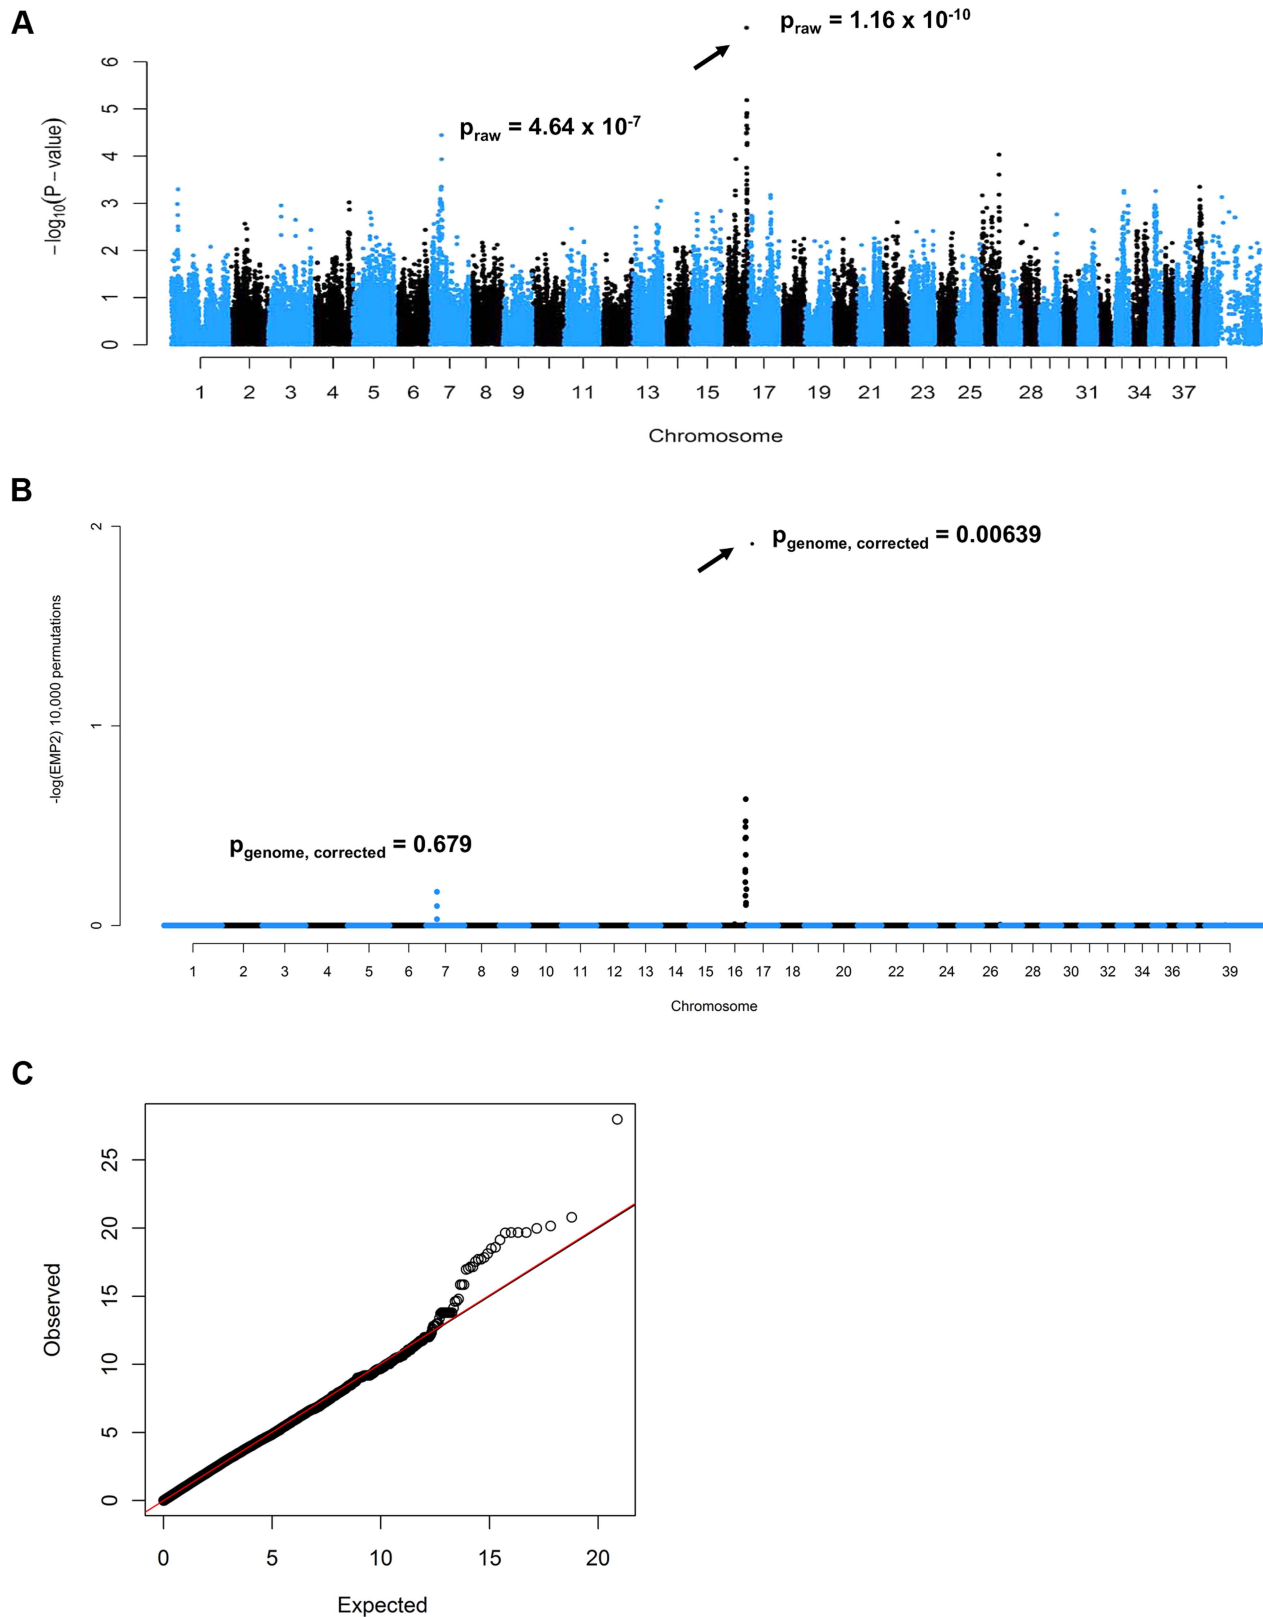 A
p_raw = 1.16 x 10^-10
p_raw = 4.64 x 10^-7
6
5
4
3
2
1
0
−log10(P − value)
1 2 3 4 5 6 7 8 9 11 13 15 17 19 21 23 25 28 31 34 37
Chromosome
B
2
p_genome, corrected = 0.00639
-log(EMP2) 10,000 permutations
1
p_genome, corrected = 0.679
0
1 2 3 4 5 6 7 8 9 10 11 12 13 14 15 16 17 18 20 22 24 26 28 30 32 34 36 39
Chromosome
C
25
20
15
10
5
0
Observed
0 5 10 15 20
Expected